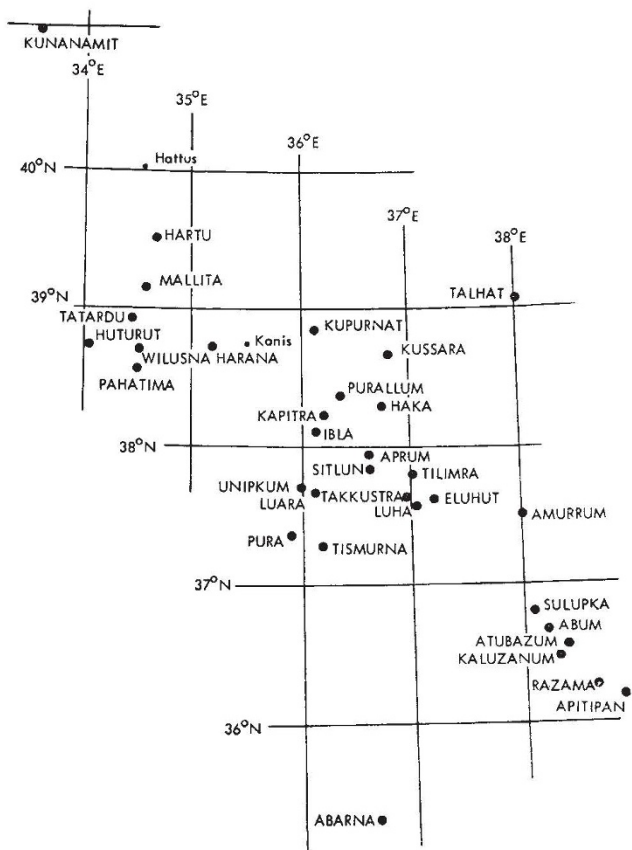 KUNANAMIT
34°E
35°E
36°E
40°N
Hattus
37°E
HARTU
38°E
MALLITA
39°N
TALHAT
TATARDU
HUTURUT
KUPURNAT
WILUSNA HARANA
Kanis
KUSSARA
PAHATIMA
PURALLUM
HAKA
KAPITRA
IBLA
38°N
APRUM
SITLUN
TILIMRA
UNIPKUM
LUARA
TAKKUSTRA
ELUHUT
LUHA
AMURRUM
PURA
TISMURNA
37°N
SULUPKA
ABUM
ATUBAZUM
KALUZANUM
RAZAMA
APITIPAN
36°N
ABARNA